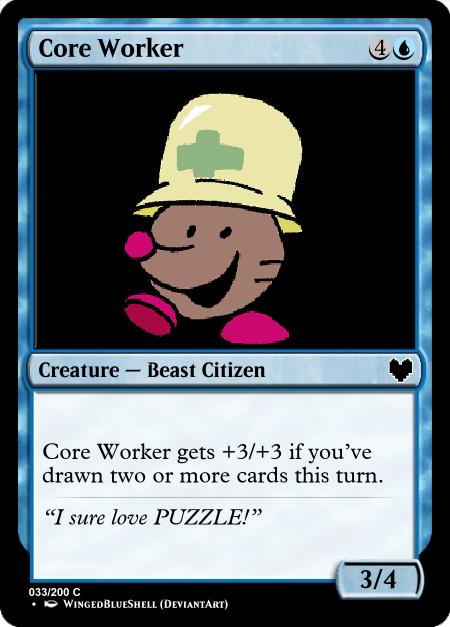 Core Worker 4
Creature — Beast Citizen
Core Worker gets +3/+3 if you've
drawn two or more cards this turn.
“I sure love PUZZLE!”
3/4
033/200 C
• WingedBlueShell (DeviantArt)